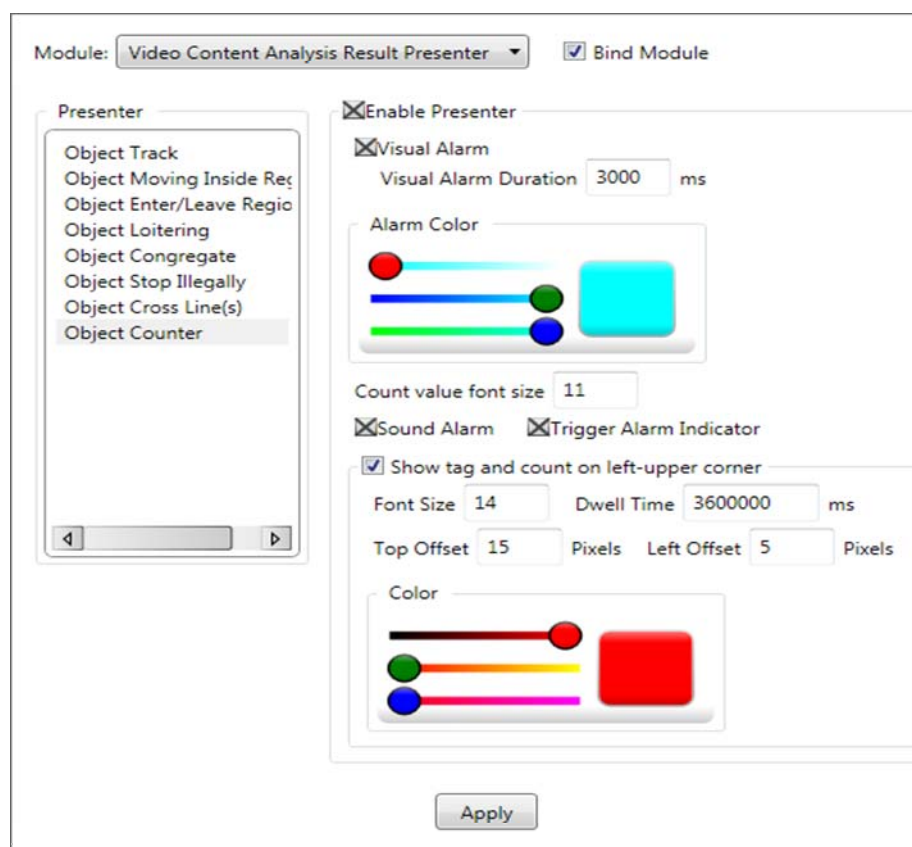 Module: Video Content Analysis Result Presenter Bind Module
Presenter
Object Track
Object Moving Inside Reg
Object Enter/Leave Regio
Object Loitering
Object Congregate
Object Stop Illegally
Object Cross Line(s)
Object Counter
Enable Presenter
Visual Alarm
Visual Alarm Duration 3000 ms
Alarm Color
Count value font size 11
Sound Alarm Trigger Alarm Indicator
Show tag and count on left-upper corner
Font Size 14 Dwell Time 3600000 ms
Top Offset 15 Pixels Left Offset 5 Pixels
Color
Apply